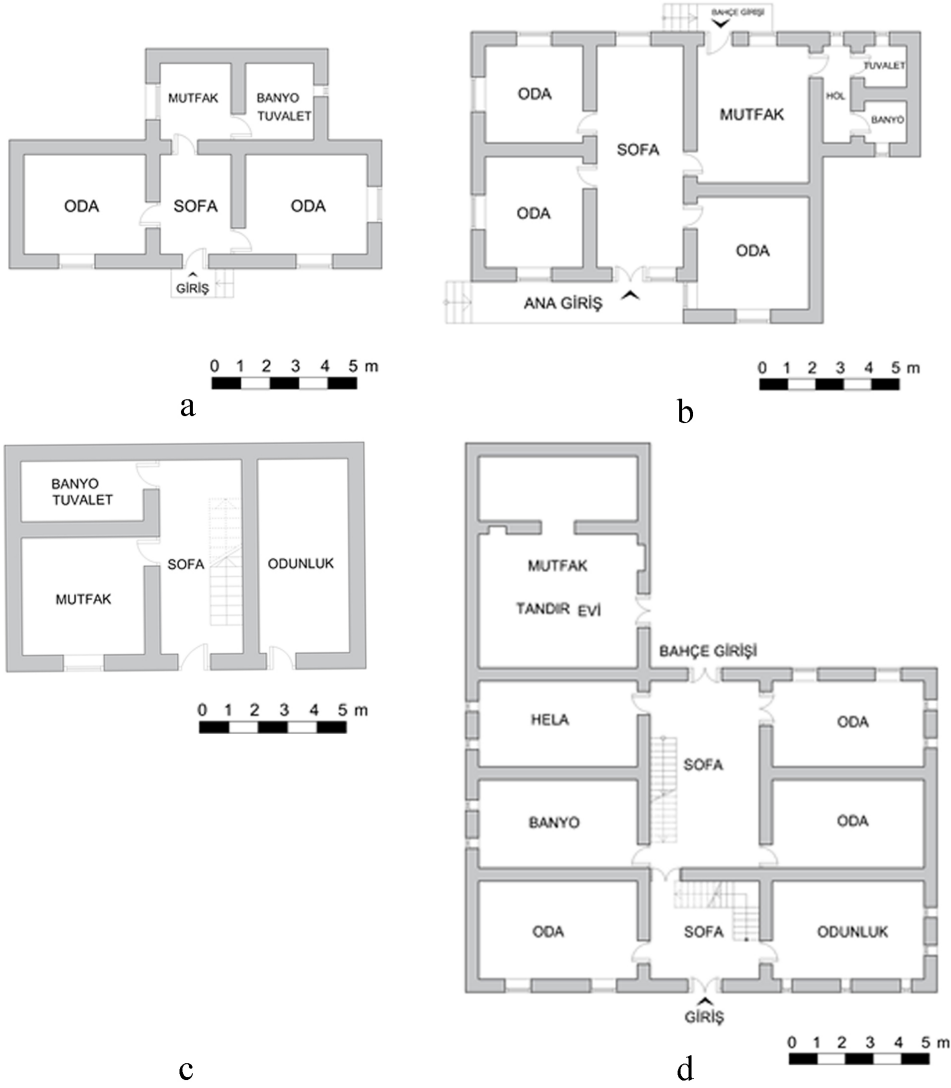 MUTFAK
BANYO
TUVALET
ODA
SOFA
ODA
GİRİŞ
0 1 2 3 4 5 m
a
BAHÇE GİRİŞİ
ODA
SOFA
MUTFAK
HOL
TUVALET
BANYO
ODA
ODA
ANA GİRİŞ
0 1 2 3 4 5 m
b
BANYO
TUVALET
SOFA
ODUNLUK
MUTFAK
0 1 2 3 4 5 m
c
MUTFAK
TANDIR EVİ
BAHÇE GİRİŞİ
HELA
ODA
SOFA
BANYO
ODA
ODA
SOFA
ODUNLUK
GİRİŞ
0 1 2 3 4 5 m
d